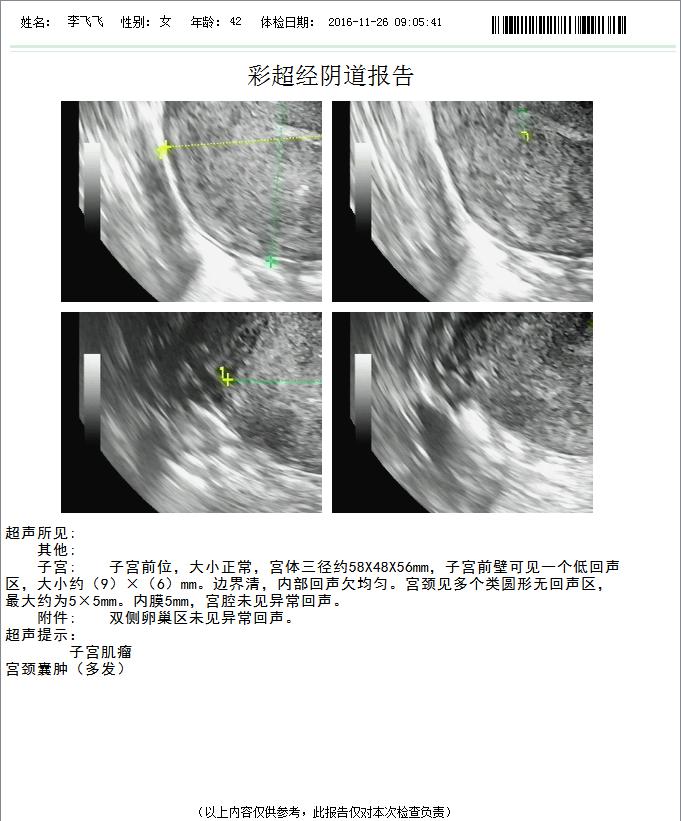 姓名： 李飞飞 性别：女 年龄：42 体检日期： 2016-11-26 09:05:41
彩超经阴道报告
1
1
1
超声所见：
其他：
子宫： 子宫前位，大小正常，宫体三径约58X48X56mm，子宫前壁可见一个低回声
区，大小约（9）×（6）mm。边界清，内部回声欠均匀。宫颈见多个类圆形无回声区，
最大约为5×5mm。内膜5mm，宫腔未见异常回声。
附件： 双侧卵巢区未见异常回声。
超声提示：
子宫肌瘤
宫颈囊肿（多发）
（以上内容仅供参考，此报告仅对本次检查负责）